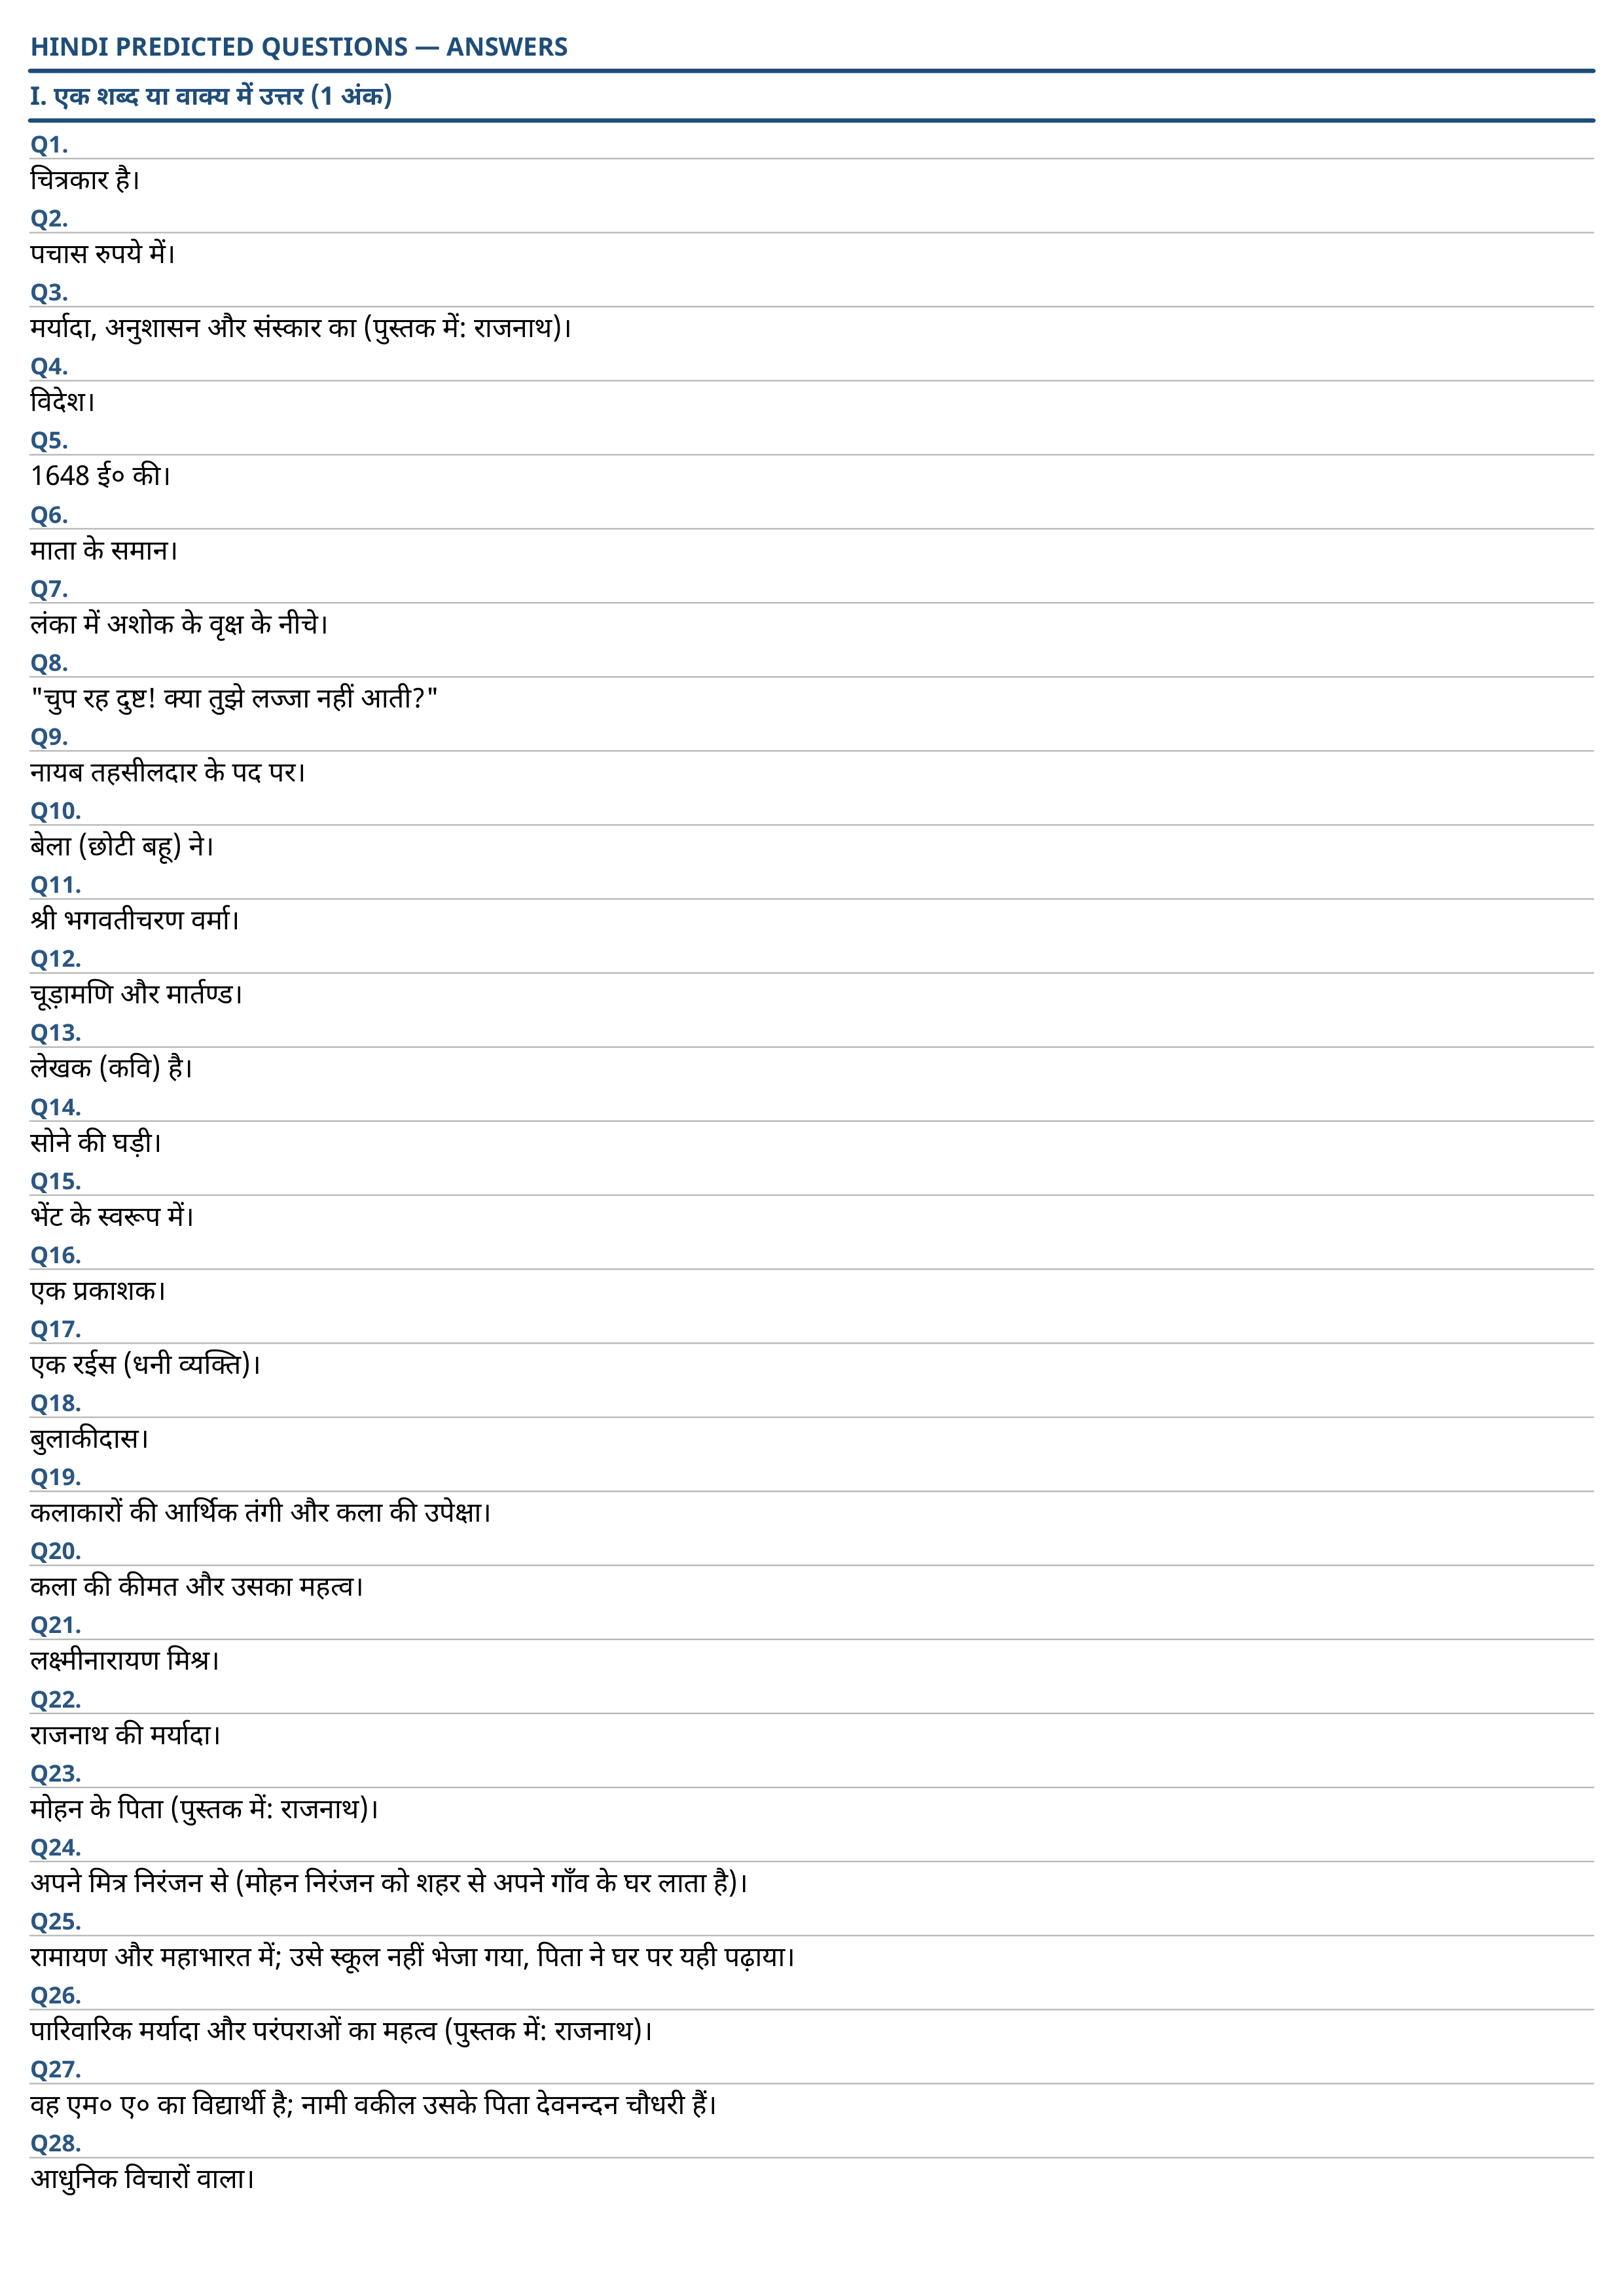 HINDI PREDICTED QUESTIONS — ANSWERS
I. एक शब्द या वाक्य में उत्तर (1 अंक)
Q1.
चित्रकार है।
Q2.
पचास रुपये में।
Q3.
मर्यादा, अनुशासन और संस्कार का (पुस्तक में: राजनाथ)।
Q4.
विदेश।
Q5.
1648 ई० की।
Q6.
माता के समान।
Q7.
लंका में अशोक के वृक्ष के नीचे।
Q8.
"चुप रह दुष्ट! क्या तुझे लज्जा नहीं आती?"
Q9.
नायब तहसीलदार के पद पर।
Q10.
बेला (छोटी बहू) ने।
Q11.
श्री भगवतीचरण वर्मा।
Q12.
चूड़ामणि और मार्तण्ड।
Q13.
लेखक (कवि) है।
Q14.
सोने की घड़ी।
Q15.
भेंट के स्वरूप में।
Q16.
एक प्रकाशक।
Q17.
एक रईस (धनी व्यक्ति)।
Q18.
बुलाकीदास।
Q19.
कलाकारों की आर्थिक तंगी और कला की उपेक्षा।
Q20.
कला की कीमत और उसका महत्व।
Q21.
लक्ष्मीनारायण मिश्र।
Q22.
राजनाथ की मर्यादा।
Q23.
मोहन के पिता (पुस्तक में: राजनाथ)।
Q24.
अपने मित्र निरंजन से (मोहन निरंजन को शहर से अपने गाँव के घर लाता है)।
Q25.
रामायण और महाभारत में; उसे स्कूल नहीं भेजा गया, पिता ने घर पर यही पढ़ाया।
Q26.
पारिवारिक मर्यादा और परंपराओं का महत्व (पुस्तक में: राजनाथ)।
Q27.
वह एम० ए० का विद्यार्थी है; नामी वकील उसके पिता देवनन्दन चौधरी हैं।
Q28.
आधुनिक विचारों वाला।